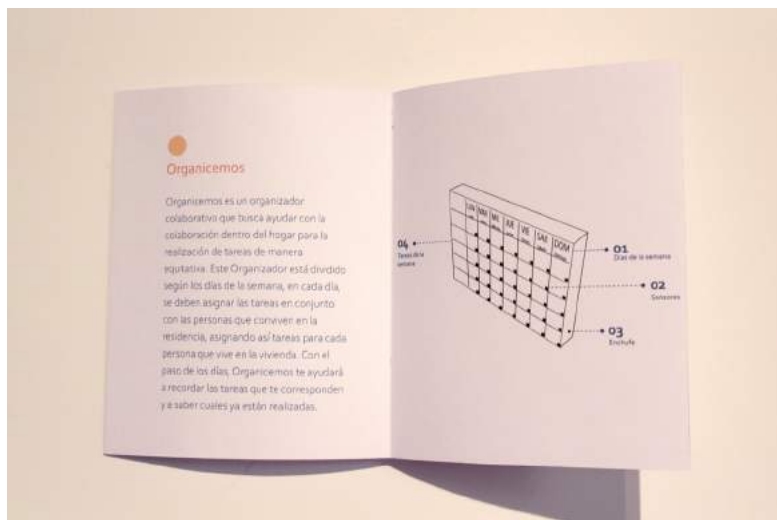 Organicemos
Organicemos es un organizador
colaborativo que busca ayudar con la
colaboración dentro del hogar para la
realización de tareas de manera
equitativa. Este Organizador está dividido
según los días de la semana, en cada día,
se deben asignar las tareas en conjunto
con las personas que conviven en la
residencia, asignando así tareas para cada
persona que vive en la vivienda. Con el
paso de los días, Organicemos te ayudará
a recordar las tareas que te corresponden
y a saber cuales ya están realizadas.
LUN MAR MIE JUE VIE SAB DOM
01
Días de la semana
02
Sensores
03
Enchufe
04
Tareas de la
semana